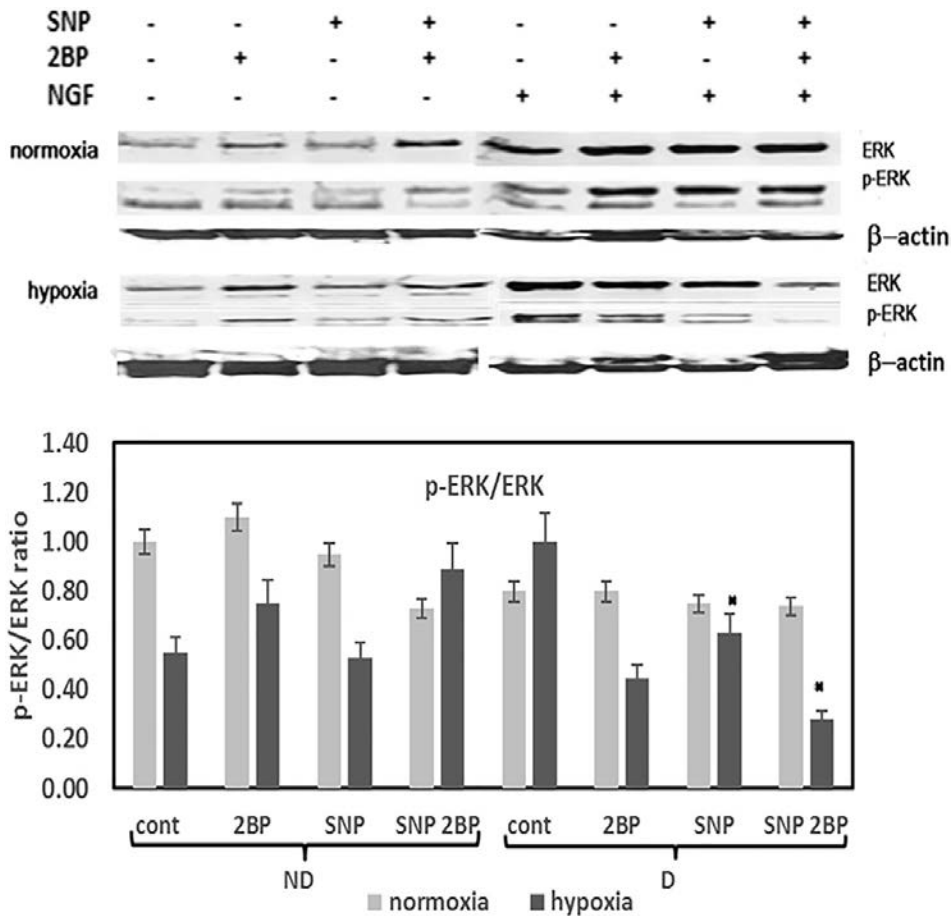 SNP - - + + - - + +
2BP - + - + - + - +
NGF - - - - + + + +
normoxia ERK
p-ERK
β-actin
hypoxia ERK
p-ERK
β-actin
p-ERK/ERK
p-ERK/ERK ratio
1.40
1.20
1.00
0.80
0.60
0.40
0.20
0.00
* *
cont 2BP SNP SNP 2BP cont 2BP SNP SNP 2BP
ND D
normoxia hypoxia